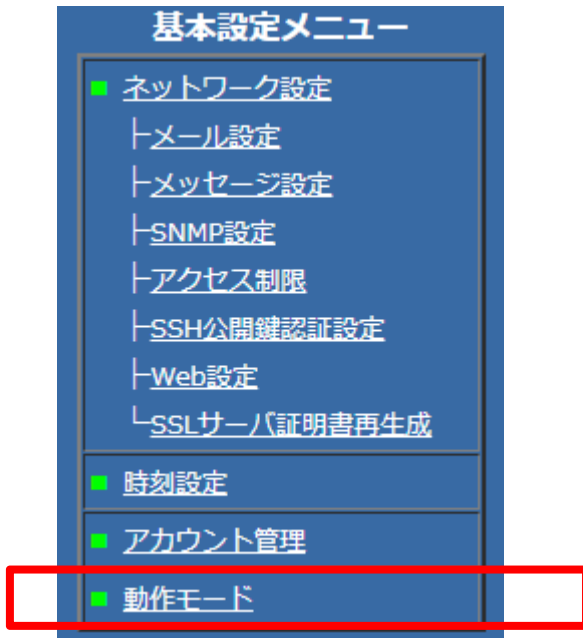 基本設定メニュー
■ ネットワーク設定
├メール設定
├メッセージ設定
├SNMP設定
├アクセス制限
├SSH公開鍵認証設定
├Web設定
└SSLサーバ証明書再生成
■ 時刻設定
■ アカウント管理
■ 動作モード